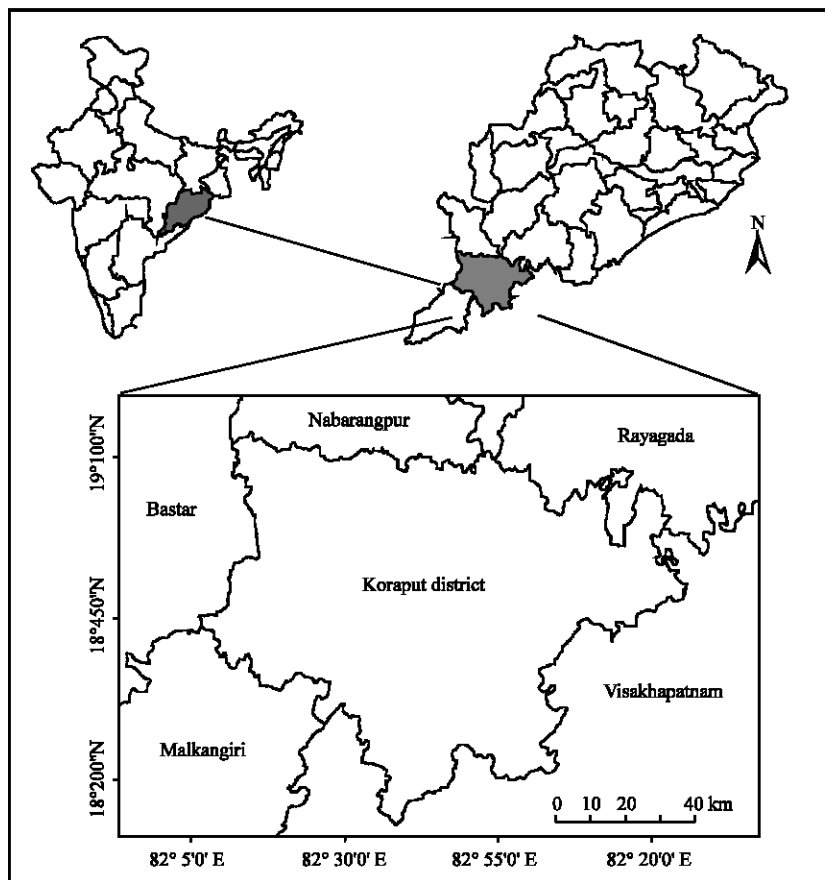 N
Nabarangpur
Rayagada
Bastar
Koraput district
Visakhapatnam
Malkangiri
19°100"N
18°450"N
18°200"N
0 10 20 40 km
82° 5'0' E 82° 30'0' E 82° 55'0' E 82° 20'0' E